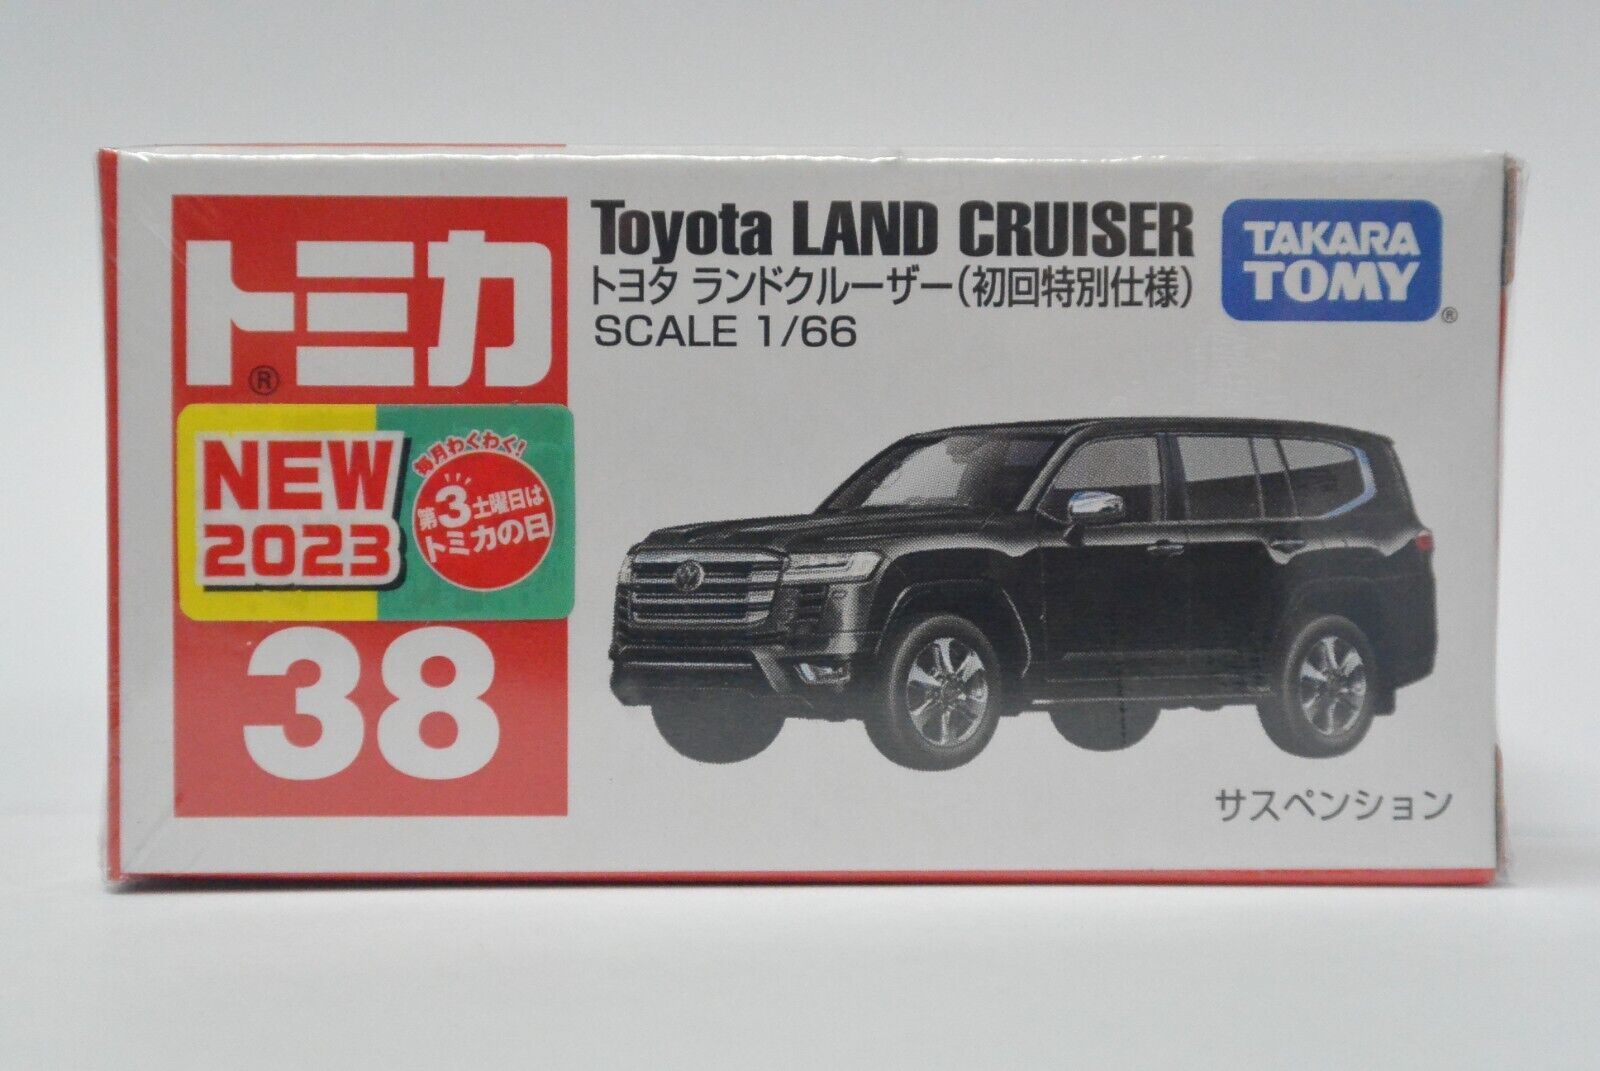 トミカ
®
NEW
2023
毎月わくわく!
第3土曜日は
トミカの日
38
Toyota LAND CRUISER
トヨタ ランドクルーザー(初回特別仕様)
SCALE 1/66
TAKARA
TOMY
®
サスペンション